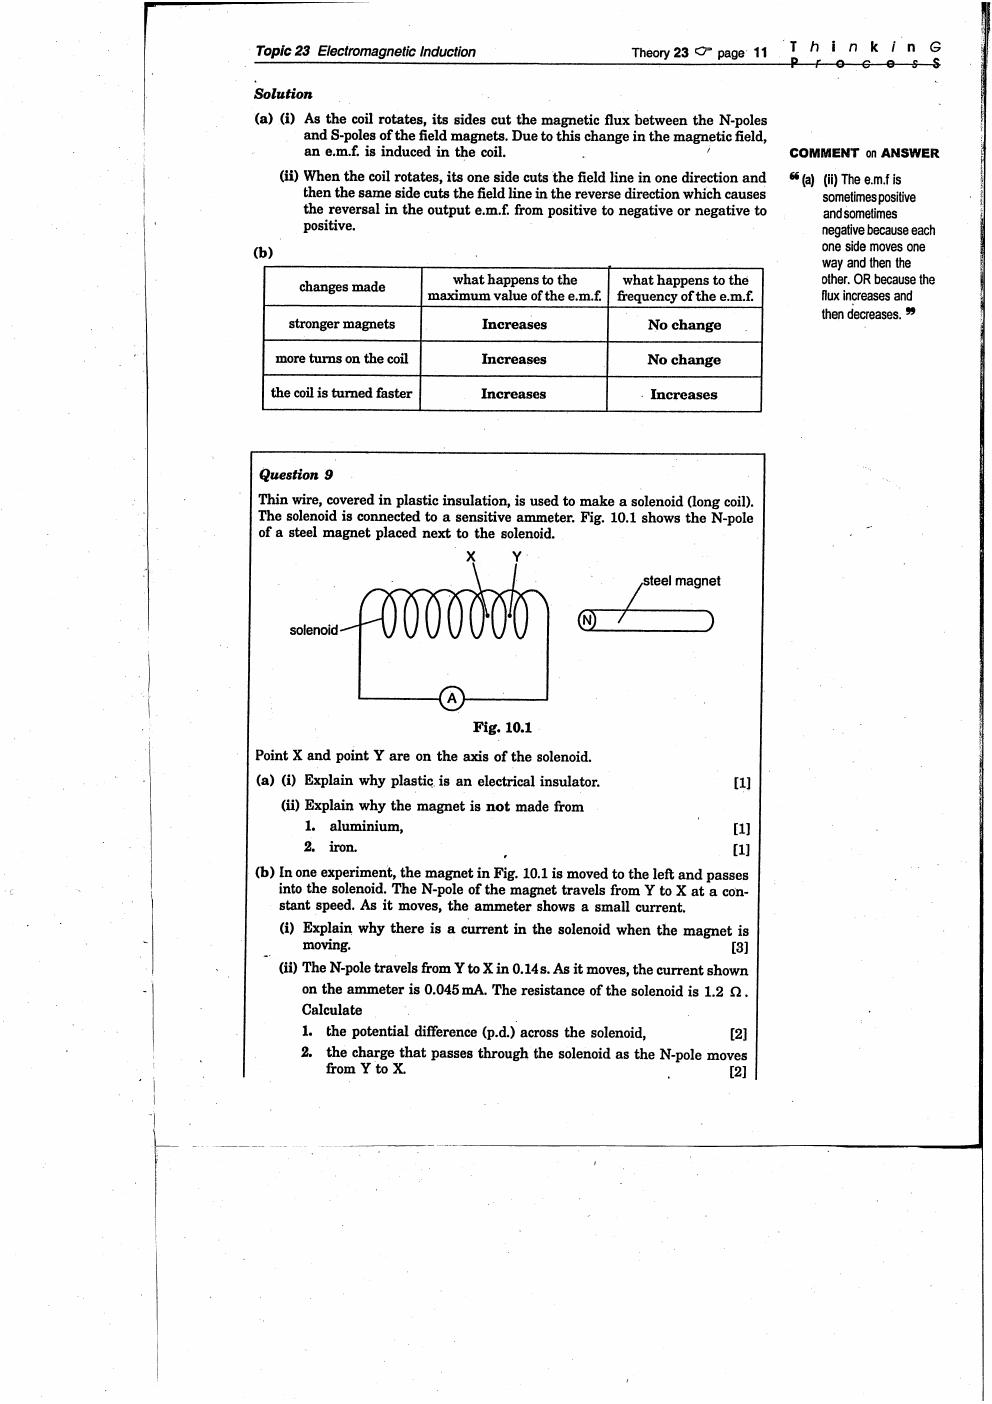 Topic 23 Electromagnetic Induction
Theory 23 ☞ page 11
T h i n k i n G
P r o c e s S
Solution
(a) (i) As the coil rotates, its sides cut the magnetic flux between the N-poles
and S-poles of the field magnets. Due to this change in the magnetic field,
an e.m.f. is induced in the coil.
(ii) When the coil rotates, its one side cuts the field line in one direction and
then the same side cuts the field line in the reverse direction which causes
the reversal in the output e.m.f. from positive to negative or negative to
positive.
COMMENT on ANSWER
❝ (a) (ii) The e.m.f is
sometimes positive
and sometimes
negative because each
one side moves one
way and then the
other. OR because the
flux increases and
then decreases. ❞
(b)
changes made
what happens to the
maximum value of the e.m.f.
what happens to the
frequency of the e.m.f.
stronger magnets
Increases
No change
more turns on the coil
Increases
No change
the coil is turned faster
Increases
Increases
Question 9
Thin wire, covered in plastic insulation, is used to make a solenoid (long coil).
The solenoid is connected to a sensitive ammeter. Fig. 10.1 shows the N-pole
of a steel magnet placed next to the solenoid.
X Y
steel magnet
N
solenoid
A
Fig. 10.1
Point X and point Y are on the axis of the solenoid.
(a) (i) Explain why plastic is an electrical insulator. [1]
(ii) Explain why the magnet is not made from
1. aluminium, [1]
2. iron. [1]
(b) In one experiment, the magnet in Fig. 10.1 is moved to the left and passes
into the solenoid. The N-pole of the magnet travels from Y to X at a con-
stant speed. As it moves, the ammeter shows a small current.
(i) Explain why there is a current in the solenoid when the magnet is
moving. [3]
(ii) The N-pole travels from Y to X in 0.14 s. As it moves, the current shown
on the ammeter is 0.045 mA. The resistance of the solenoid is 1.2 Ω.
Calculate
1. the potential difference (p.d.) across the solenoid, [2]
2. the charge that passes through the solenoid as the N-pole moves
from Y to X. [2]